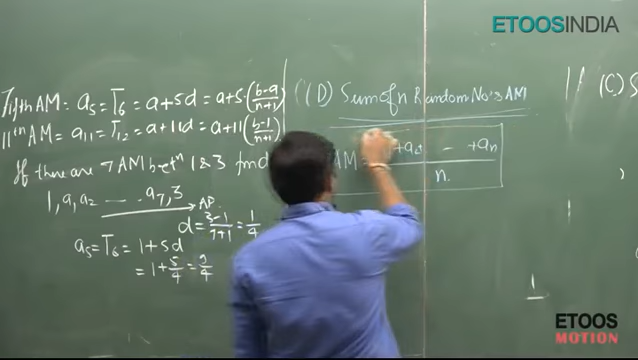 ETOOSINDIA
Fifth AM = a5 = T6 = a+5d = a+5(b-a/n+1)
11th AM = a11 = T12 = a+11d = a+11(b-1/n+1)
If there are 7 AM betn 1 & 3 find
1, a1 a2 --- a7, 3
AP
d = 3-1/7+1 = 1/4
a5 = T6 = 1+5d
= 1+5/4 = 9/4
(D) Sum of n Random No's AM
AM = +a2 - - +an
n.
(C) S
ETOOS
MOTION